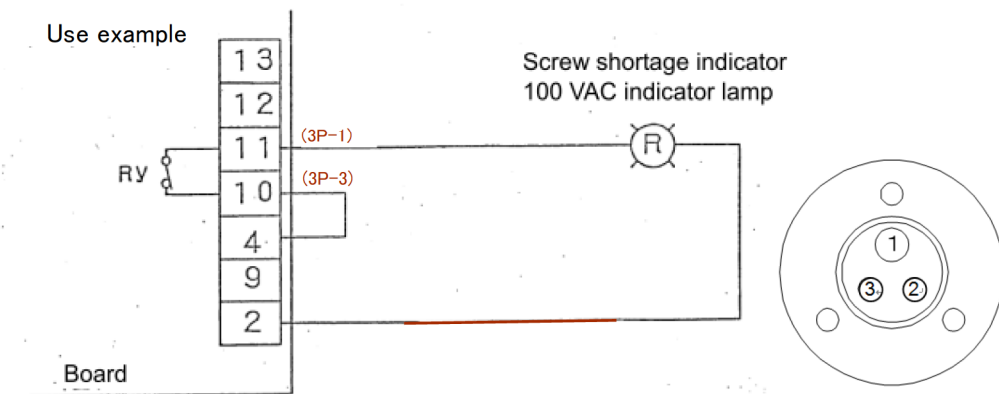 Use example
13
12
Screw shortage indicator
100 VAC indicator lamp
11
(3P-1)
R
RY
10
(3P-3)
4
9
2
1
3
2
Board